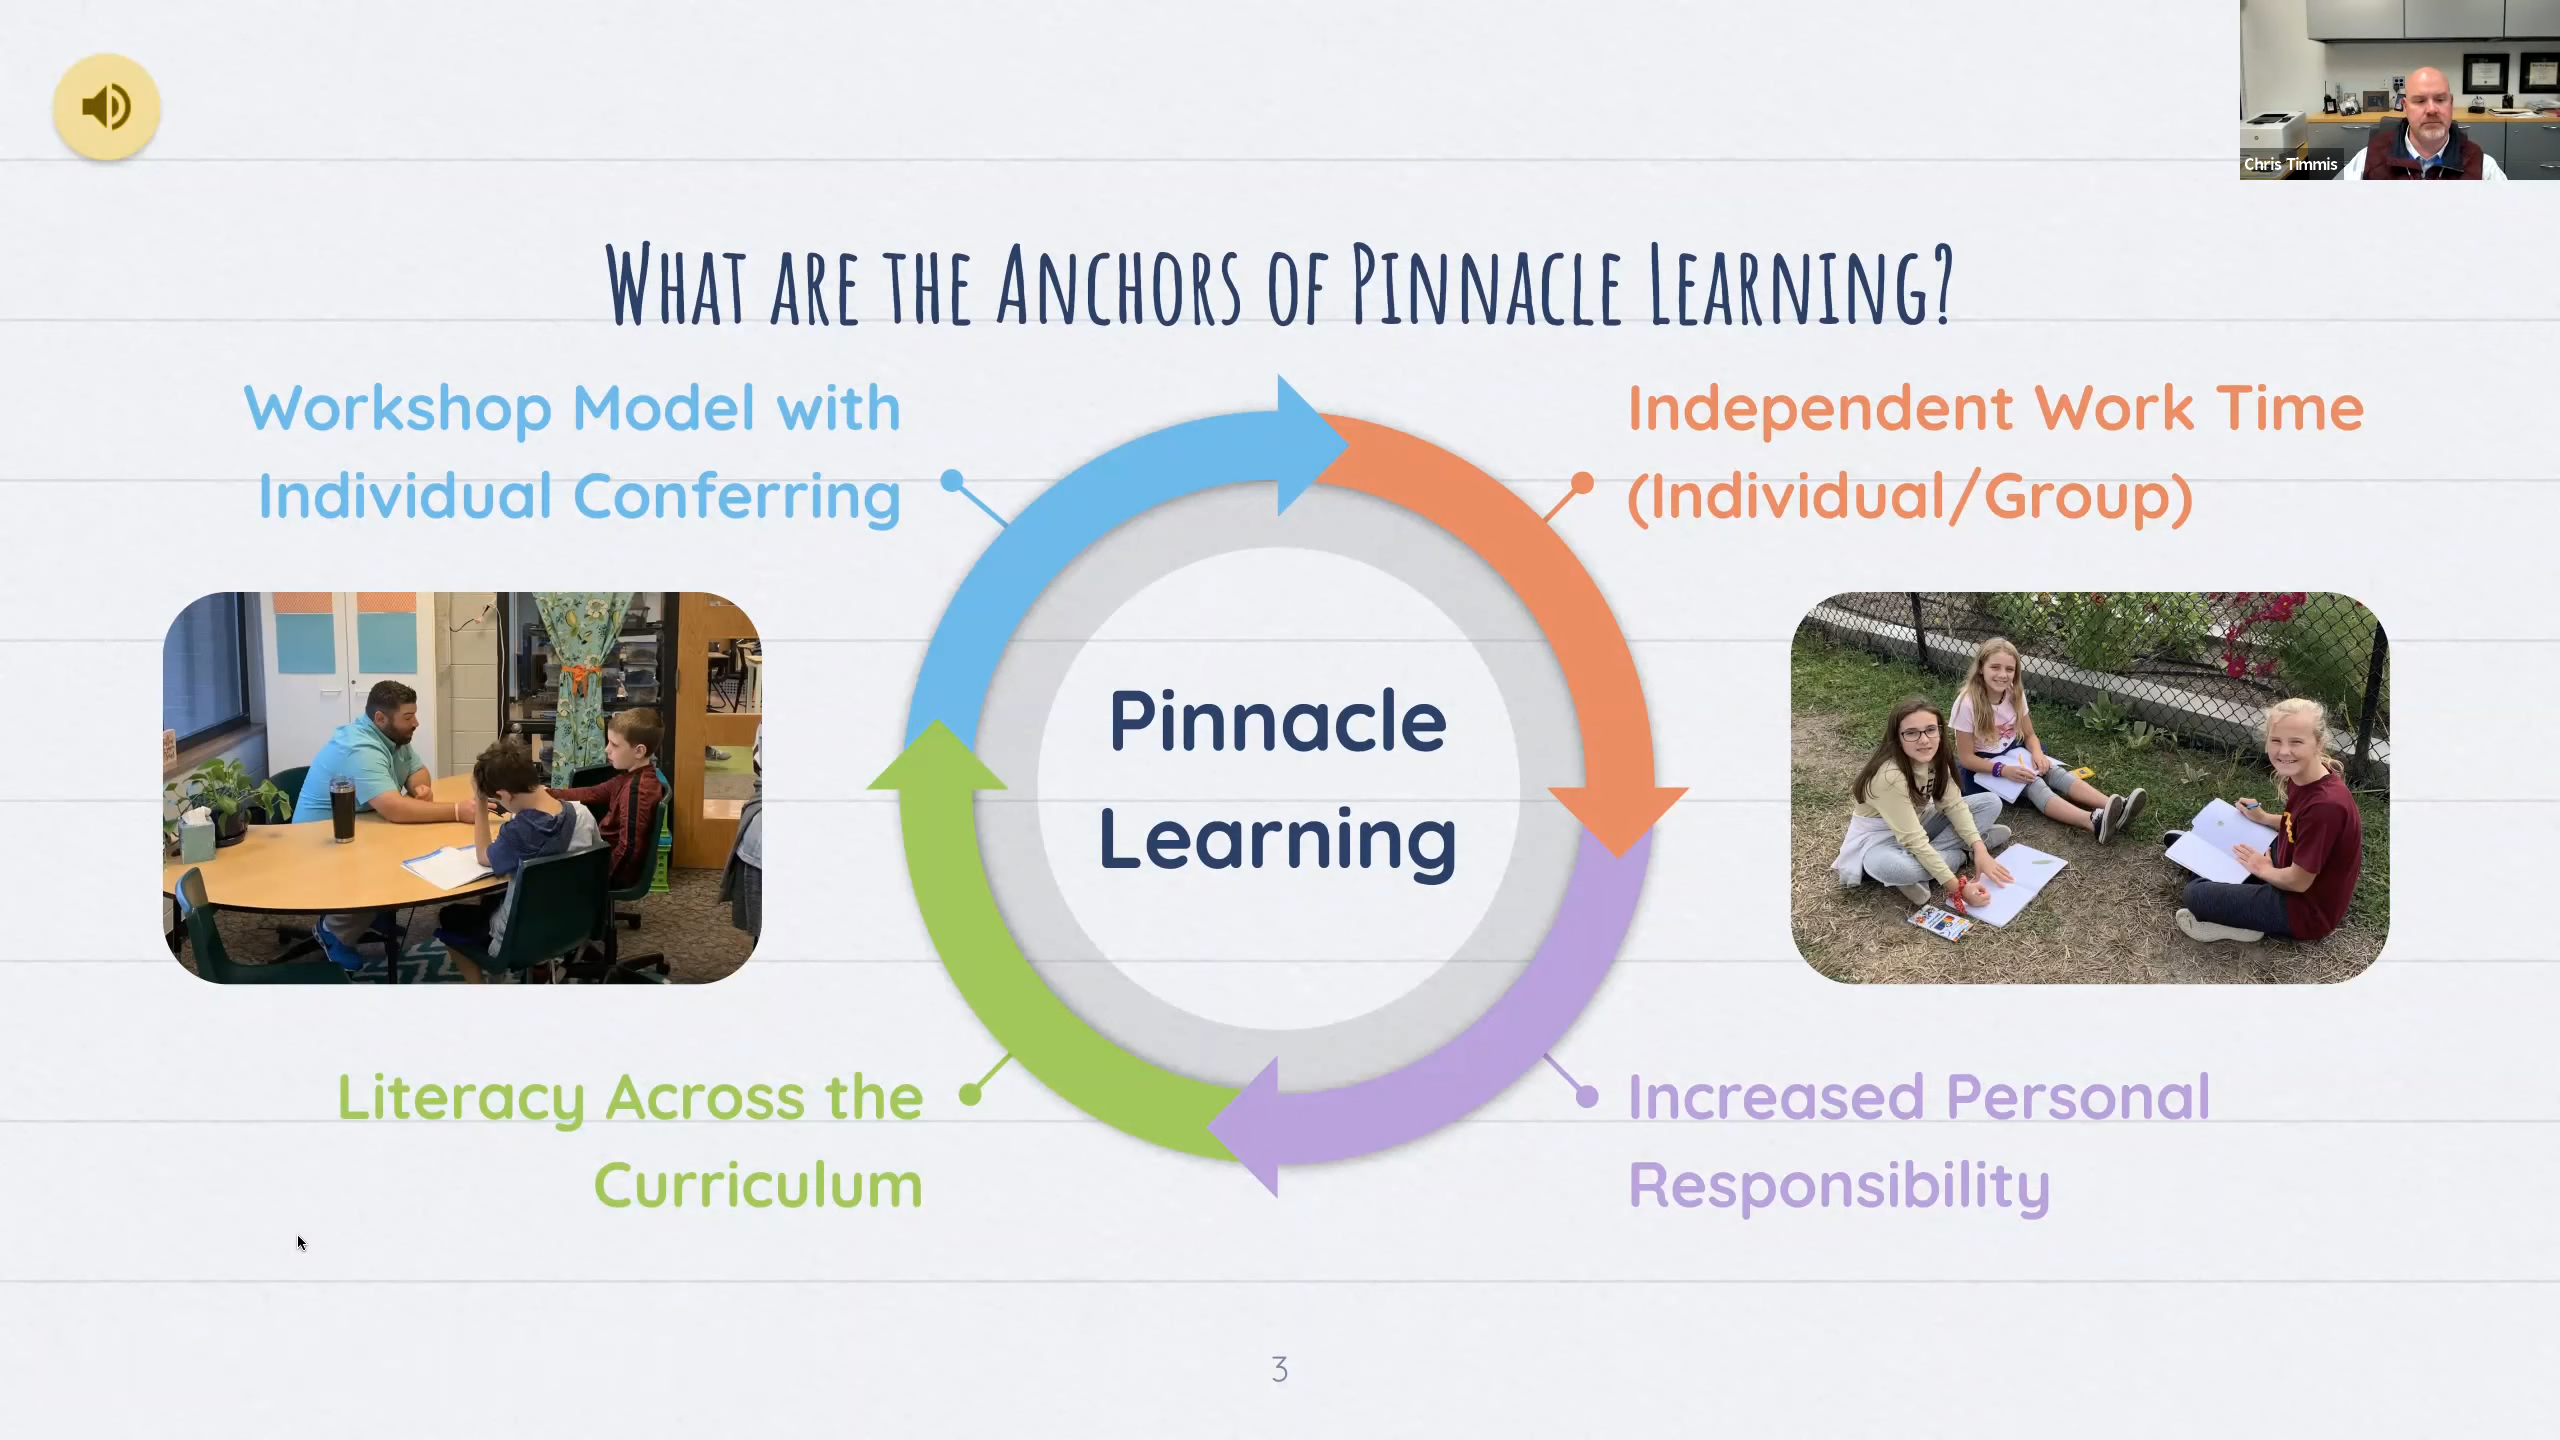 Chris Timmis
What are the Anchors of Pinnacle Learning?
Workshop Model with
Individual Conferring
Independent Work Time
(Individual/Group)
Pinnacle
Learning
Literacy Across the
Curriculum
Increased Personal
Responsibility
3